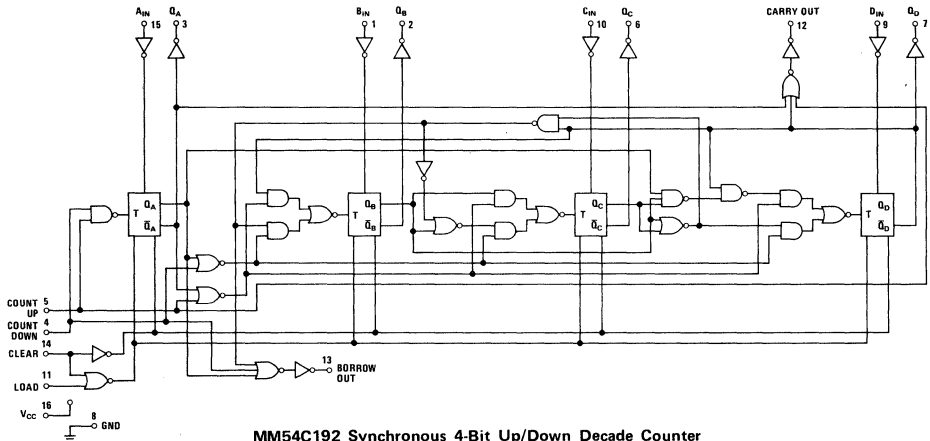 A_IN Q_A B_IN Q_B C_IN Q_C CARRY OUT D_IN Q_D
15 3 1 2 10 6 12 9 7
T Q_A Q̅_A
T Q_B Q̅_B
T Q_C Q̅_C
T Q_D Q̅_D
COUNT UP 5
COUNT DOWN 4
CLEAR 14
LOAD 11
13 BORROW OUT
V_CC 16
8 GND
MM54C192 Synchronous 4-Bit Up/Down Decade Counter